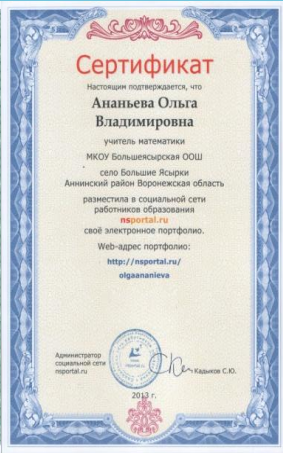 Сертификат
Настоящим подтверждается, что
Ананьева Ольга
Владимировна
учитель математики
МКОУ Большеясырская ООШ
село Большие Ясырки
Аннинский район Воронежская область
разместила в социальной сети
работников образования
nsportal.ru
своё электронное портфолио.
Web-адрес портфолио:
http://nsportal.ru/
olgaananieva
Администратор
социальной сети
nsportal.ru
Кадыков С.Ю.
2013 г.